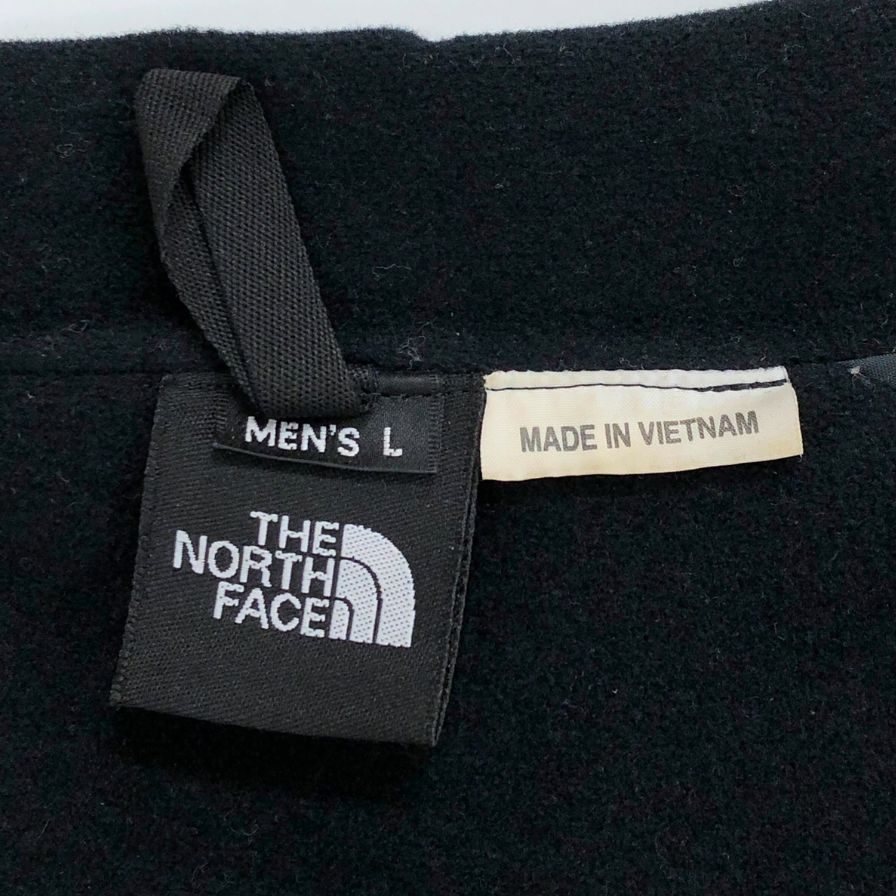 MEN'S L
MADE IN VIETNAM
THE
NORTH
FACE